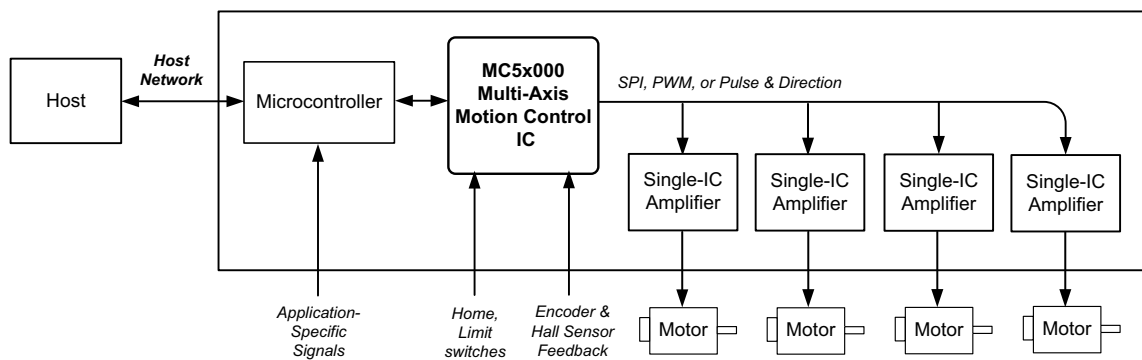 Host
Host
Network
Microcontroller
MC5x000
Multi-Axis
Motion Control
IC
SPI, PWM, or Pulse & Direction
Single-IC
Amplifier
Single-IC
Amplifier
Single-IC
Amplifier
Single-IC
Amplifier
Application-
Specific
Signals
Home,
Limit
switches
Encoder &
Hall Sensor
Feedback
Motor
Motor
Motor
Motor